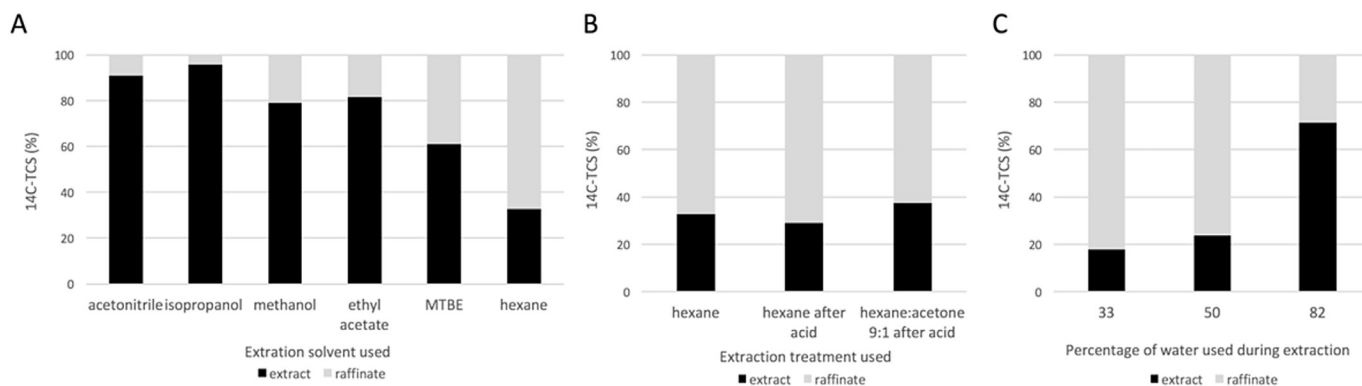 A
14C-TCS (%)
100
80
60
40
20
0
acetonitrile isopropanol methanol ethyl acetate MTBE hexane
Extration solvent used
extract raffinate
B
14C-TCS (%)
100
80
60
40
20
0
hexane hexane after acid hexane:acetone 9:1 after acid
Extraction treatment used
extract raffinate
C
14C-TCS (%)
100
80
60
40
20
0
33 50 82
Percentage of water used during extraction
extract raffinate